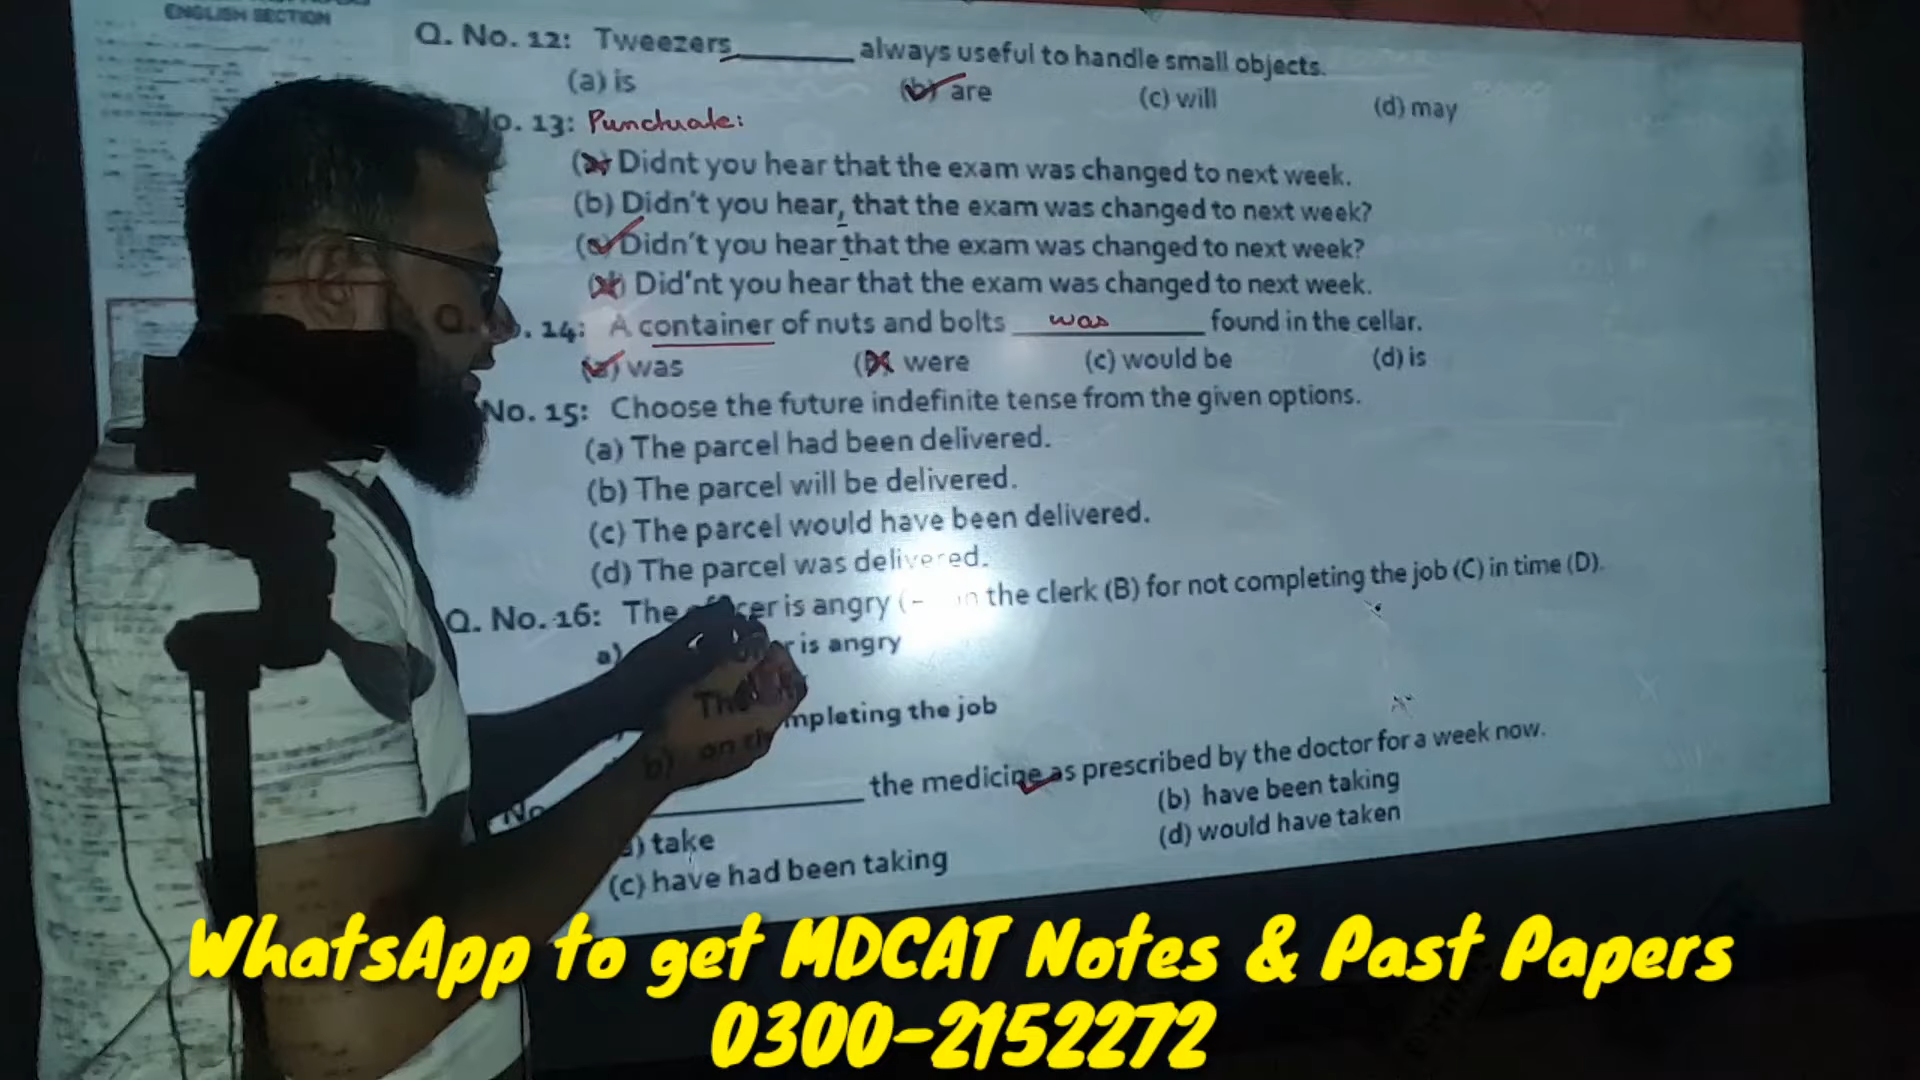 ENGLISH SECTION
Q. No. 12: Tweezers________ always useful to handle small objects.
(a) is (b) are (c) will (d) may
o. 13: Punctuate:
(a) Didnt you hear that the exam was changed to next week.
(b) Didn't you hear, that the exam was changed to next week?
(c) Didn't you hear that the exam was changed to next week?
(d) Did'nt you hear that the exam was changed to next week.
Q. o. 14: A container of nuts and bolts ____was____ found in the cellar.
(a) was (b) were (c) would be (d) is
No. 15: Choose the future indefinite tense from the given options.
(a) The parcel had been delivered.
(b) The parcel will be delivered.
(c) The parcel would have been delivered.
(d) The parcel was delivered.
Q. No. 16: The officer is angry ( the clerk (B) for not completing the job (C) in time (D).
a) is angry
The
mpleting the job
b) on th
No ________ the medicine as prescribed by the doctor for a week now.
) take (b) have been taking
(c) have had been taking (d) would have taken
WhatsApp to get MDCAT Notes & Past Papers
0300-2152272